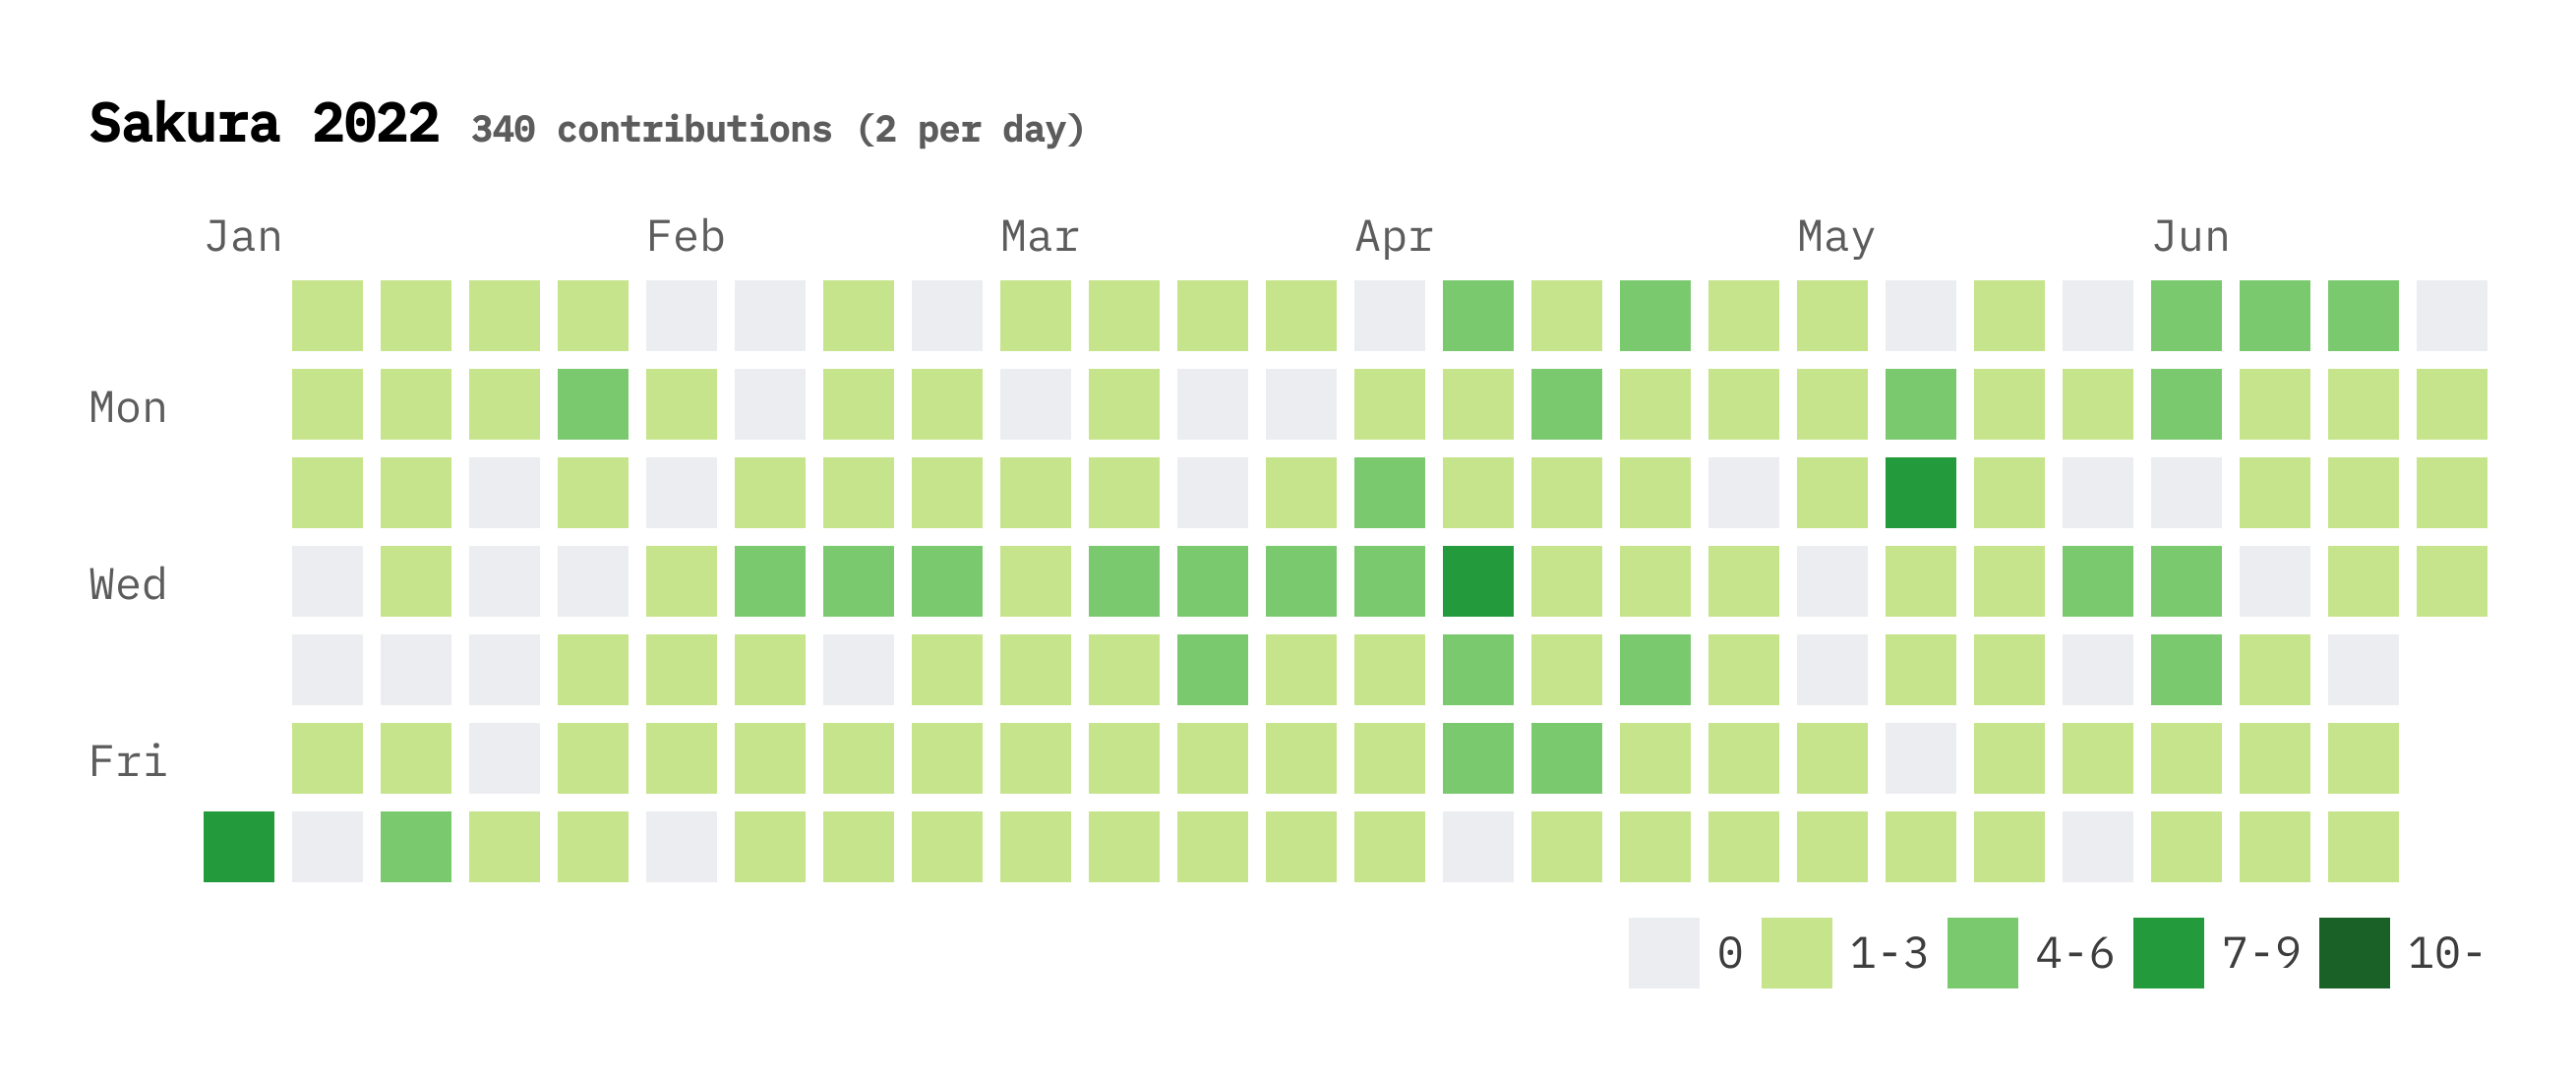 Sakura 2022 340 contributions (2 per day)
Jan Feb Mar Apr May Jun
Mon
Wed
Fri
0 1-3 4-6 7-9 10-